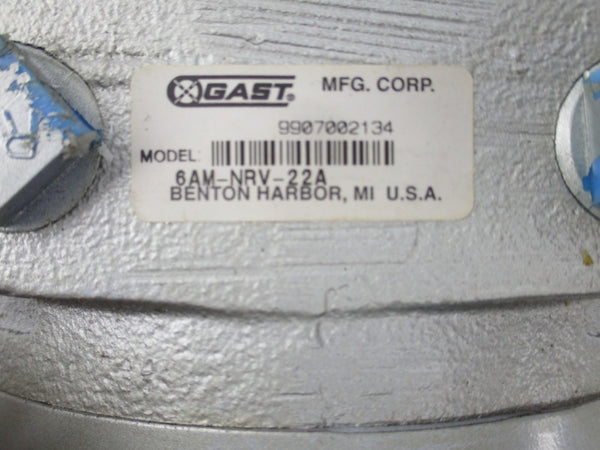 GAST® MFG. CORP.
9907002134
MODEL:
6AM-NRV-22A
BENTON HARBOR, MI U.S.A.